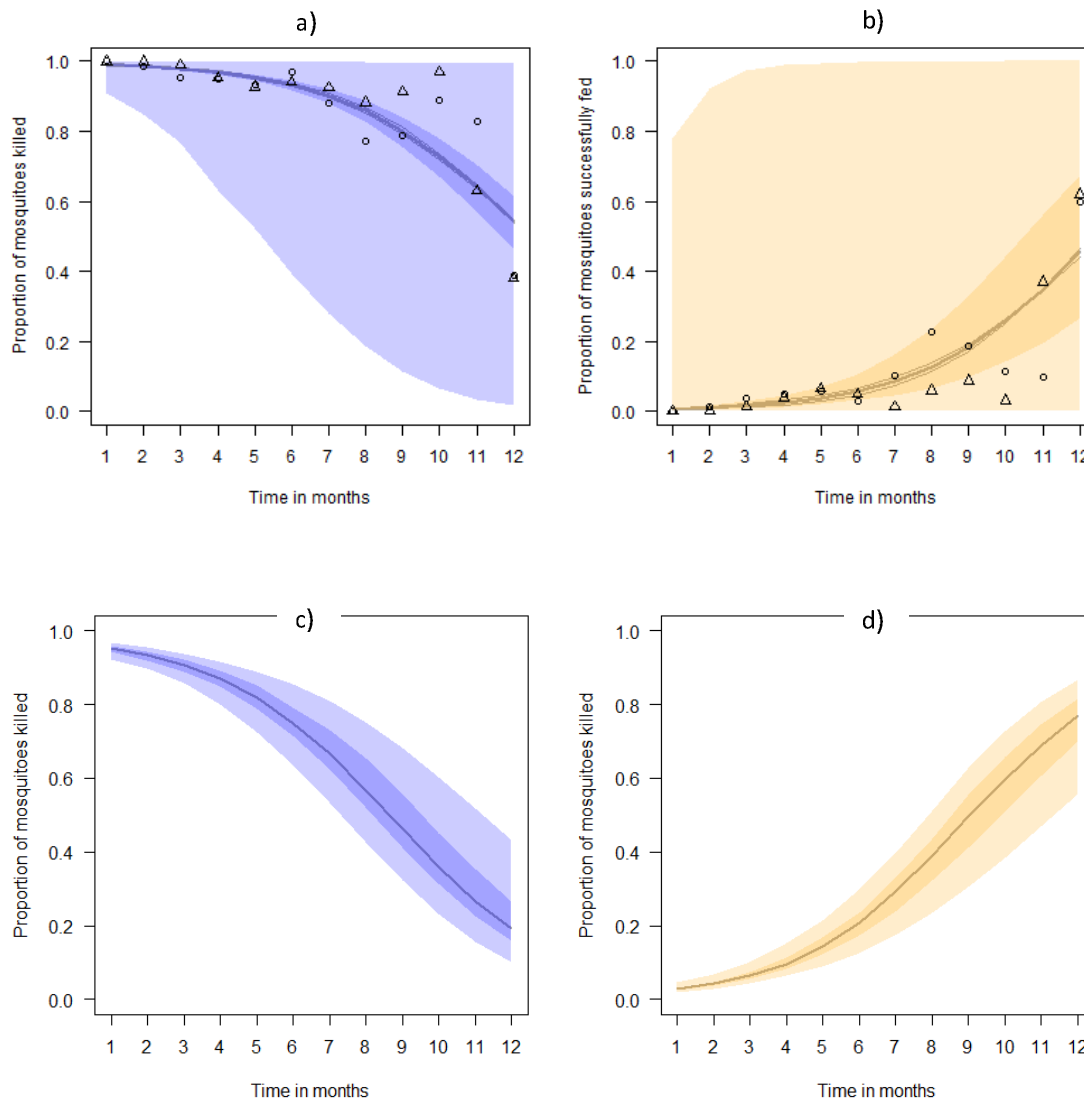 a)
Proportion of mosquitoes killed
1.0
0.8
0.6
0.4
0.2
0.0
1 2 3 4 5 6 7 8 9 10 11 12
Time in months
b)
Proportion of mosquitoes successfully fed
1.0
0.8
0.6
0.4
0.2
0.0
1 2 3 4 5 6 7 8 9 10 11 12
Time in months
c)
Proportion of mosquitoes killed
1.0
0.8
0.6
0.4
0.2
0.0
1 2 3 4 5 6 7 8 9 10 11 12
Time in months
d)
Proportion of mosquitoes killed
1.0
0.8
0.6
0.4
0.2
0.0
1 2 3 4 5 6 7 8 9 10 11 12
Time in months